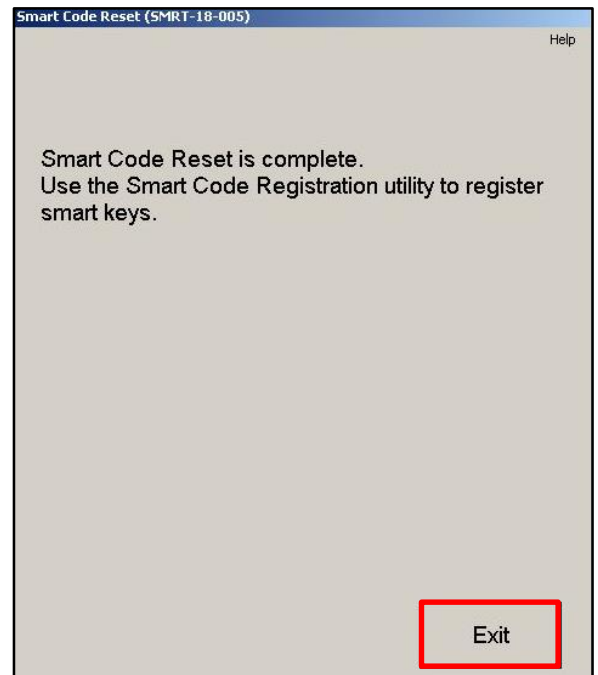 Smart Code Reset (SMRT-18-005)
Help
Smart Code Reset is complete.
Use the Smart Code Registration utility to register
smart keys.
Exit